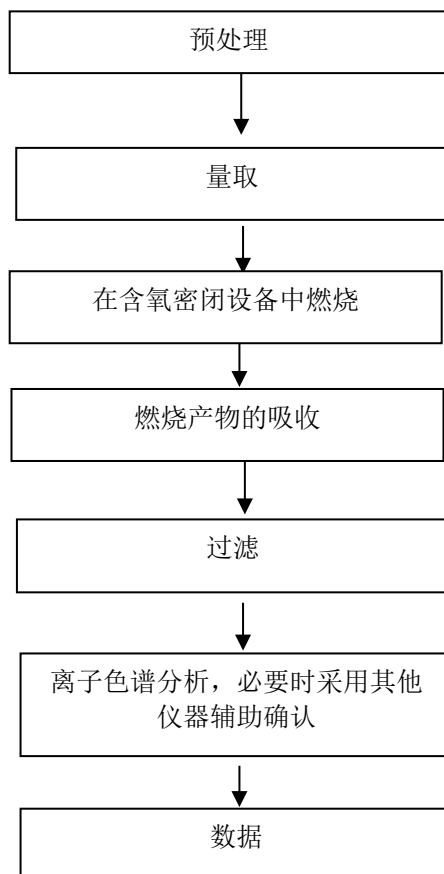 预处理
量取
在含氧密闭设备中燃烧
燃烧产物的吸收
过滤
离子色谱分析，必要时采用其他
仪器辅助确认
数据